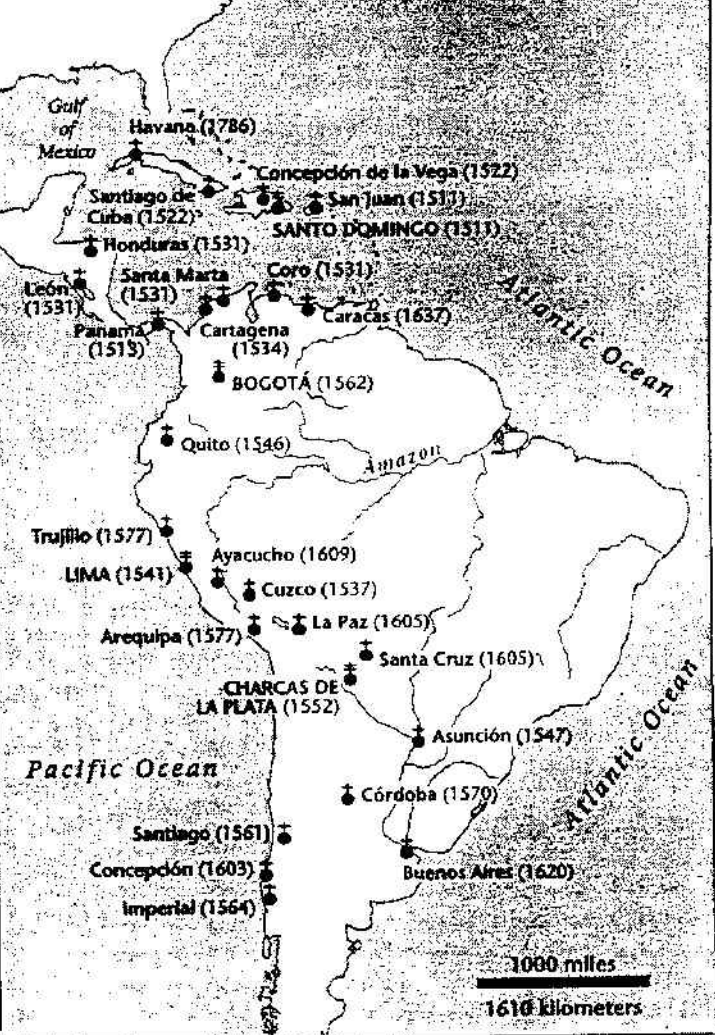 Gulf
of
Mexico
Havana (1786)
Concepción de la Vega (1522)
Santiago de
Cuba (1522)
San Juan (1511)
SANTO DOMINGO (1511)
Honduras (1531)
León
(1531)
Santa Marta
(1531)
Coro (1531)
Panamá
(1513)
Cartagena
(1534)
Caracas (1637)
Atlantic Ocean
BOGOTÁ (1562)
Quito (1546)
Amazon
Trujillo (1577)
Ayacucho (1609)
LIMA (1541)
Cuzco (1537)
Arequipa (1577)
La Paz (1605)
Santa Cruz (1605)
CHARCAS DE
LA PLATA (1552)
Asunción (1547)
Pacific Ocean
Atlantic Ocean
Córdoba (1570)
Santiago (1561)
Concepción (1603)
Buenos Aires (1620)
Imperial (1564)
1000 miles
1610 kilometers